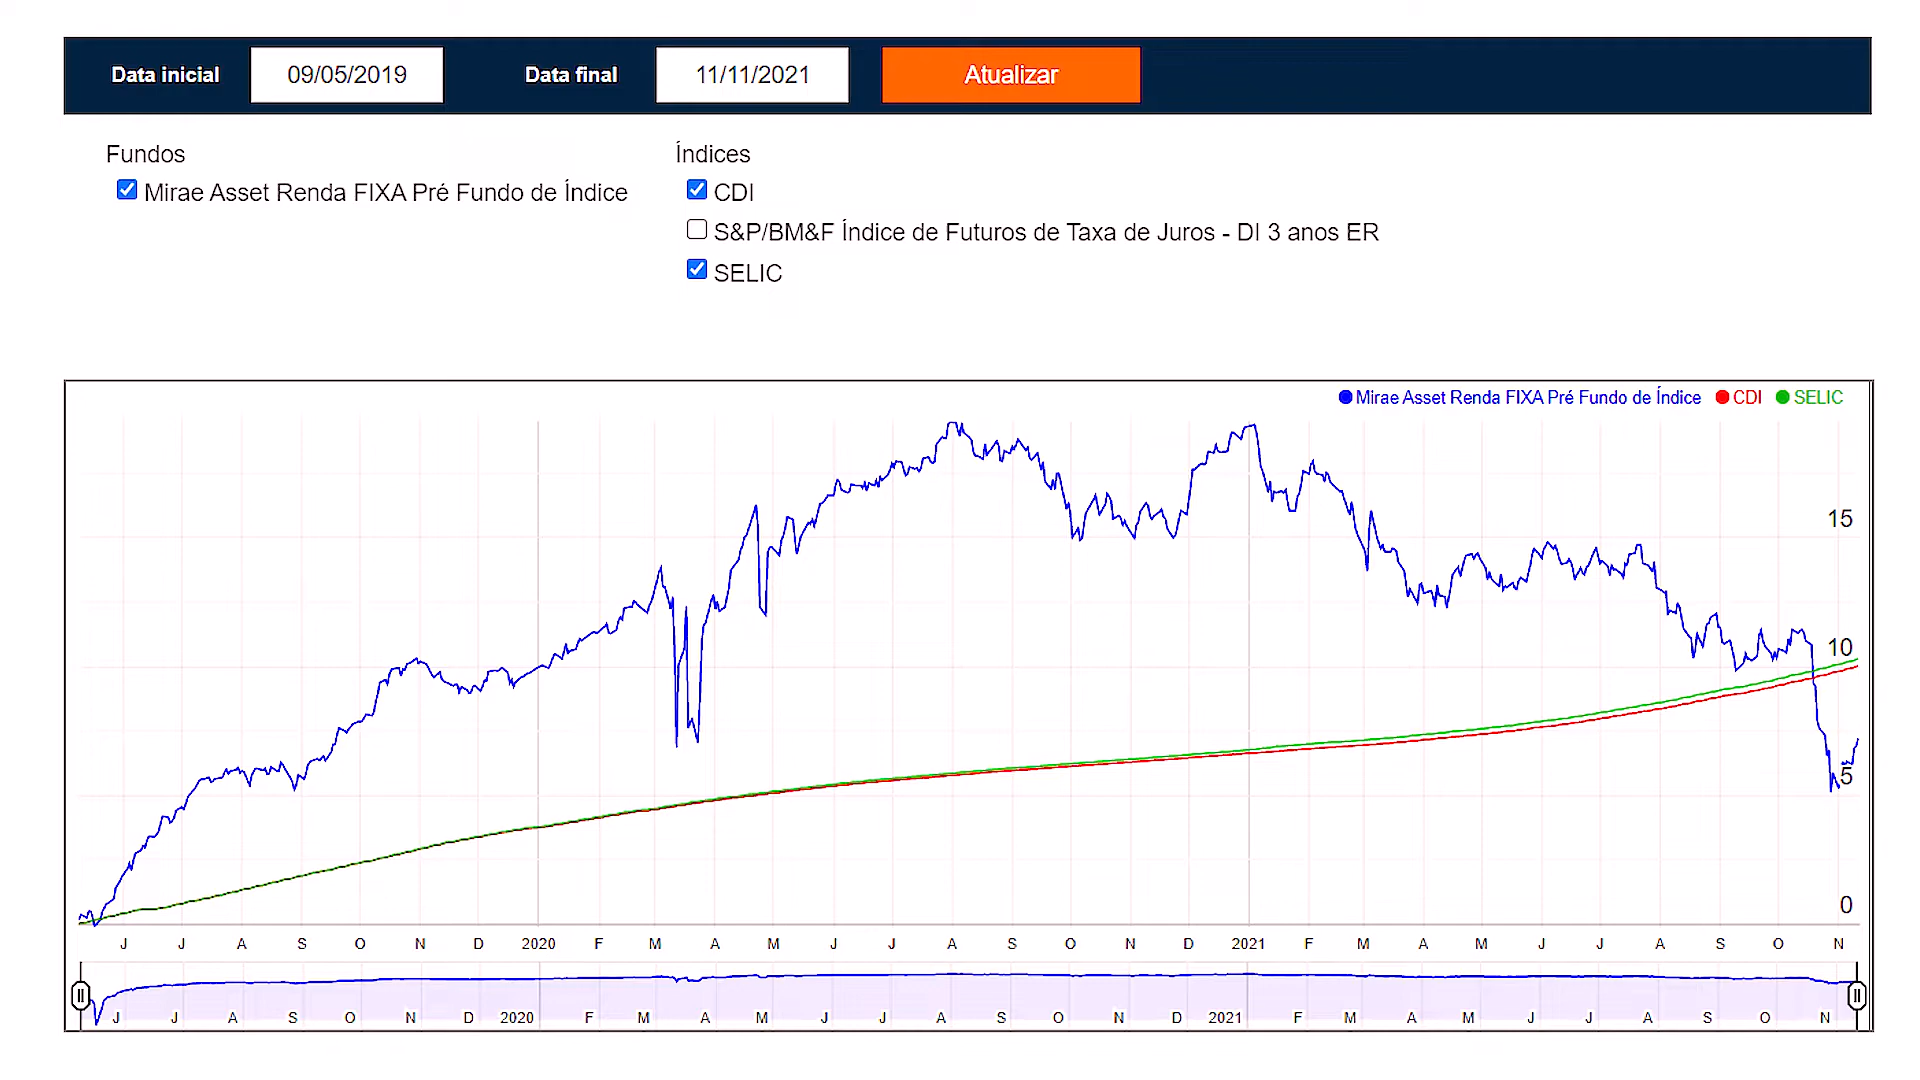 Data inicial 09/05/2019 Data final 11/11/2021 Atualizar
Fundos Índices
Mirae Asset Renda FIXA Pré Fundo de Índice CDI
S&P/BM&F Índice de Futuros de Taxa de Juros - DI 3 anos ER
SELIC
Mirae Asset Renda FIXA Pré Fundo de Índice CDI SELIC
15
10
5
0
J J A S O N D 2020 F M A M J J A S O N D 2021 F M A M J J A S O N
J J A S O N D 2020 F M A M J J A S O N D 2021 F M A M J J A S O N